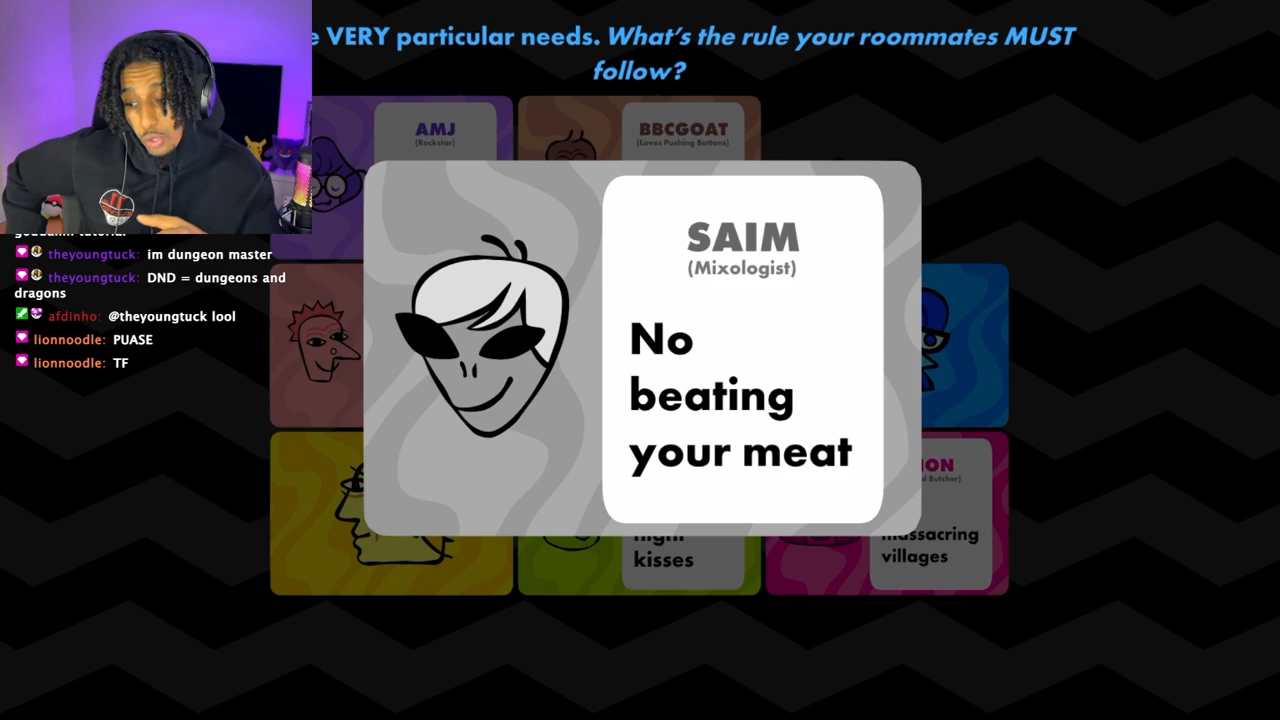 VERY particular needs. What's the rule your roommates MUST
follow?
AMJ
(Rockstar)
BBCGOAT
(Loves Pushing Buttons)
SAIM
(Mixologist)
No
beating
your meat
theyoungtuck: im dungeon master
theyoungtuck: DND = dungeons and
dragons
afdinho: @theyoungtuck lool
lionnoodle: PUASE
lionnoodle: TF
night
kisses
massacring
villages